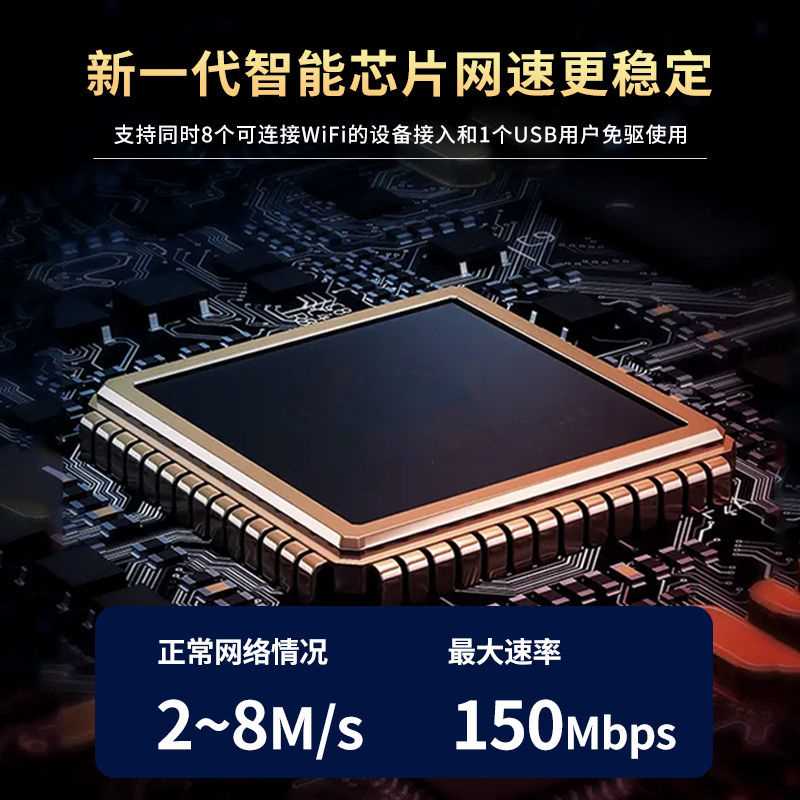 新一代智能芯片网速更稳定
支持同时8个可连接WiFi的设备接入和1个USB用户免驱使用
正常网络情况
最大速率
2~8M/s
150Mbps